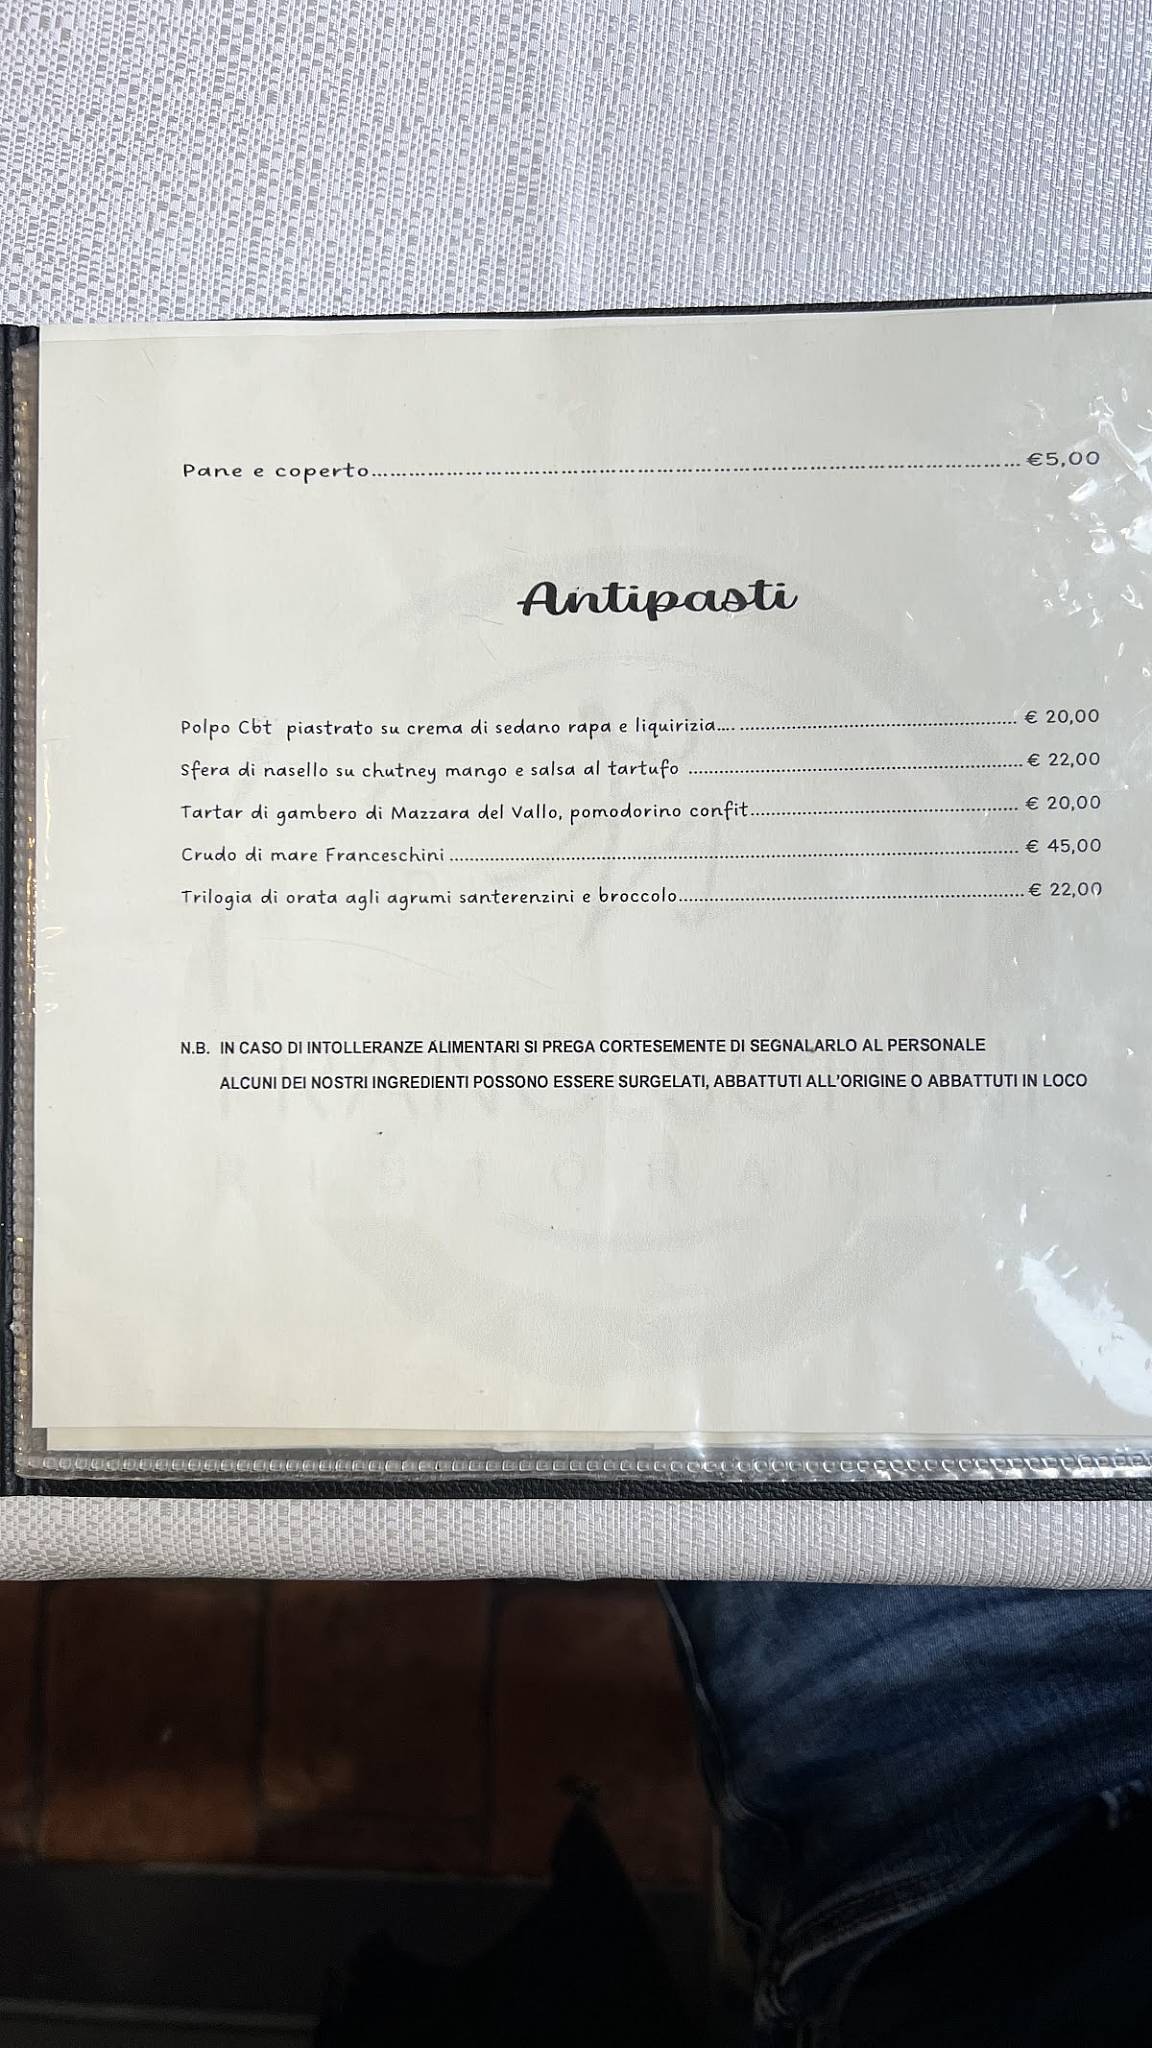 Pane e coperto........................................................................................................ €5,00
Antipasti
Polpo Cbt piastrato su crema di sedano rapa e liquirizia.... ...................................................... € 20,00
Sfera di nasello su chutney mango e salsa al tartufo .................................................................. € 22,00
Tartar di gambero di Mazzara del Vallo, pomodorino confit..................................................... € 20,00
Crudo di mare Franceschini .................................................................................................................. € 45,00
Trilogia di orata agli agrumi santerenzini e broccolo.................................................................... € 22,00
N.B. IN CASO DI INTOLLERANZE ALIMENTARI SI PREGA CORTESEMENTE DI SEGNALARLO AL PERSONALE
ALCUNI DEI NOSTRI INGREDIENTI POSSONO ESSERE SURGELATI, ABBATTUTI ALL'ORIGINE O ABBATTUTI IN LOCO